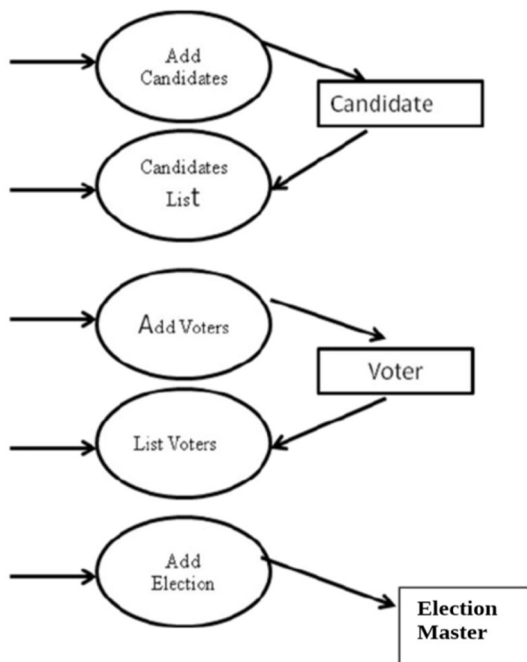 Add
Candidates
Candidate
Candidates
List
Add Voters
Voter
List Voters
Add
Election
Election
Master